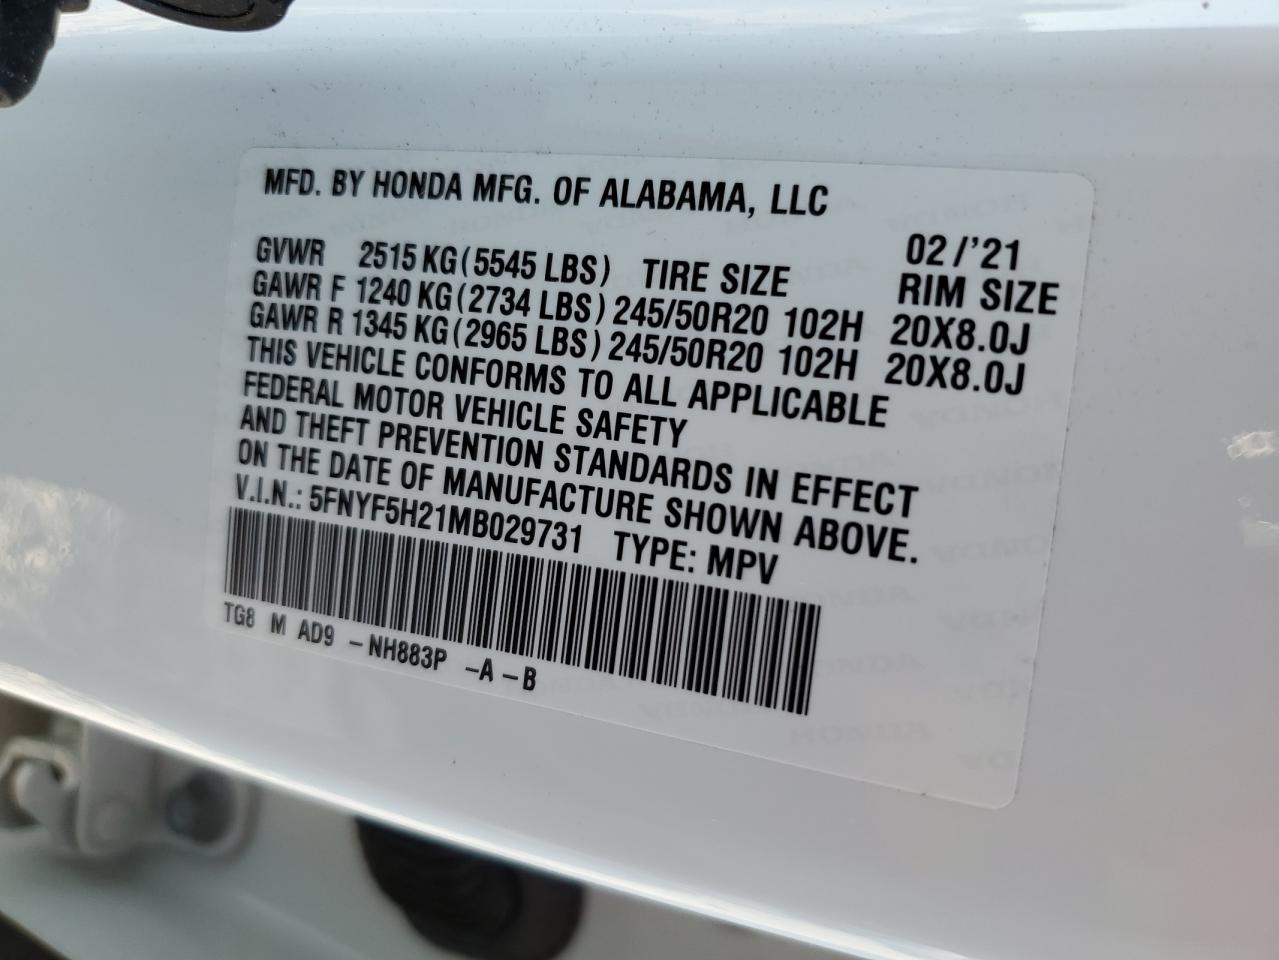 MFD. BY HONDA MFG. OF ALABAMA, LLC
02/'21
GVWR 2515 KG (5545 LBS) TIRE SIZE RIM SIZE
GAWR F 1240 KG (2734 LBS) 245/50R20 102H 20X8.0J
GAWR R 1345 KG (2965 LBS) 245/50R20 102H 20X8.0J
THIS VEHICLE CONFORMS TO ALL APPLICABLE
FEDERAL MOTOR VEHICLE SAFETY
AND THEFT PREVENTION STANDARDS IN EFFECT
ON THE DATE OF MANUFACTURE SHOWN ABOVE.
V.I.N.: 5FNYF5H21MB029731 TYPE: MPV
TG8 M AD9 -NH883P -A -B